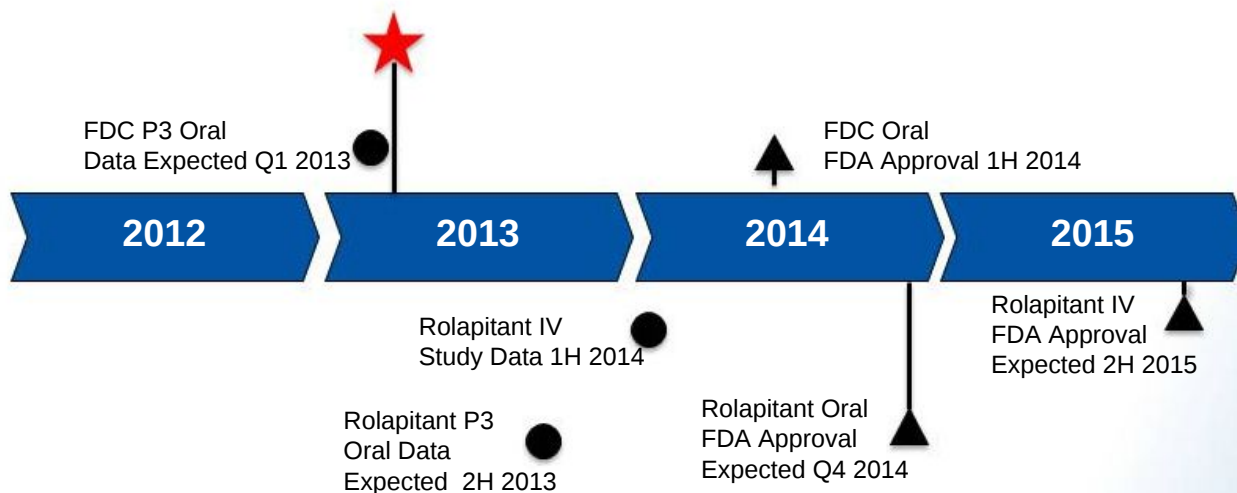 FDC P3 Oral
Data Expected Q1 2013
FDC Oral
FDA Approval 1H 2014
2012
2013
2014
2015
Rolapitant IV
Study Data 1H 2014
Rolapitant IV
FDA Approval
Expected 2H 2015
Rolapitant P3
Oral Data
Expected 2H 2013
Rolapitant Oral
FDA Approval
Expected Q4 2014